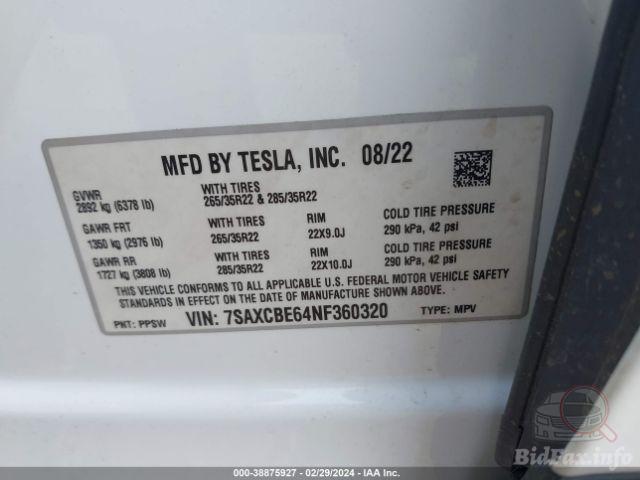 MFD BY TESLA, INC. 08/22
GVWR
2892 kg (6378 lb)
WITH TIRES
265/35R22 & 285/35R22
GAWR FRT
1350 kg (2976 lb)
WITH TIRES
265/35R22
RIM
22X9.0J
COLD TIRE PRESSURE
290 kPa, 42 psi
GAWR RR
1727 kg (3808 lb)
WITH TIRES
285/35R22
RIM
22X10.0J
COLD TIRE PRESSURE
290 kPa, 42 psi
THIS VEHICLE CONFORMS TO ALL APPLICABLE U.S. FEDERAL MOTOR VEHICLE SAFETY
STANDARDS IN EFFECT ON THE DATE OF MANUFACTURE SHOWN ABOVE.
PNT: PPSW VIN: 7SAXCBE64NF360320 TYPE: MPV
BidFax.info
000-38875927 - 02/29/2024 - IAA Inc.